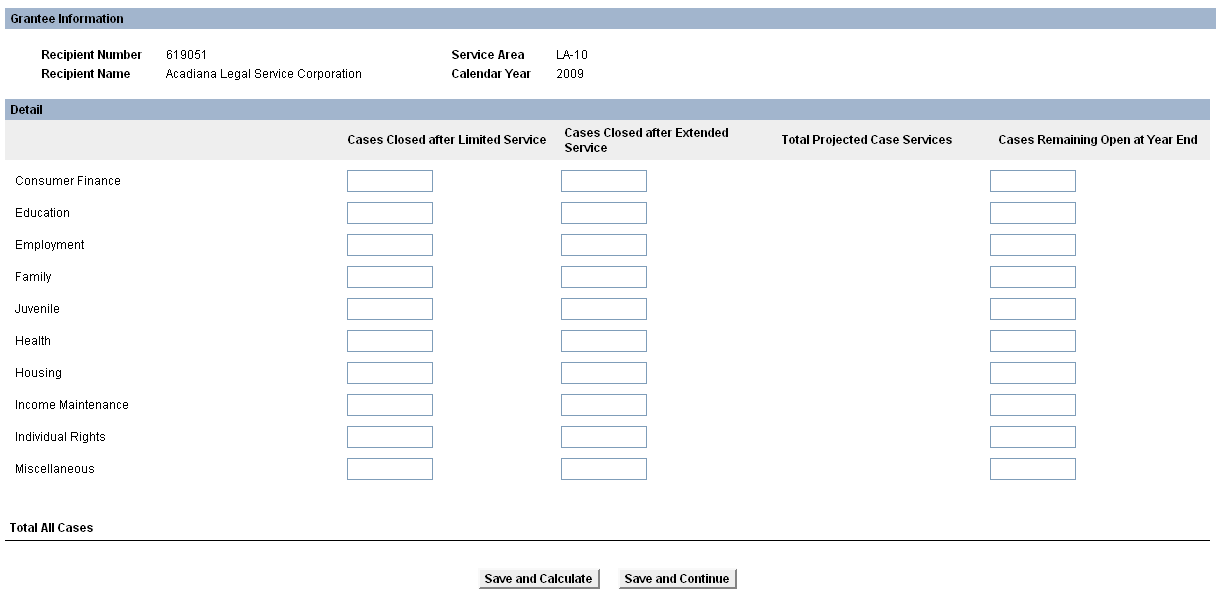 Grantee Information
Recipient Number 619051 Service Area LA-10
Recipient Name Acadiana Legal Service Corporation Calendar Year 2009
Detail
Cases Closed after Limited Service Cases Closed after Extended Service Total Projected Case Services Cases Remaining Open at Year End
Consumer Finance
Education
Employment
Family
Juvenile
Health
Housing
Income Maintenance
Individual Rights
Miscellaneous
Total All Cases
Save and Calculate Save and Continue